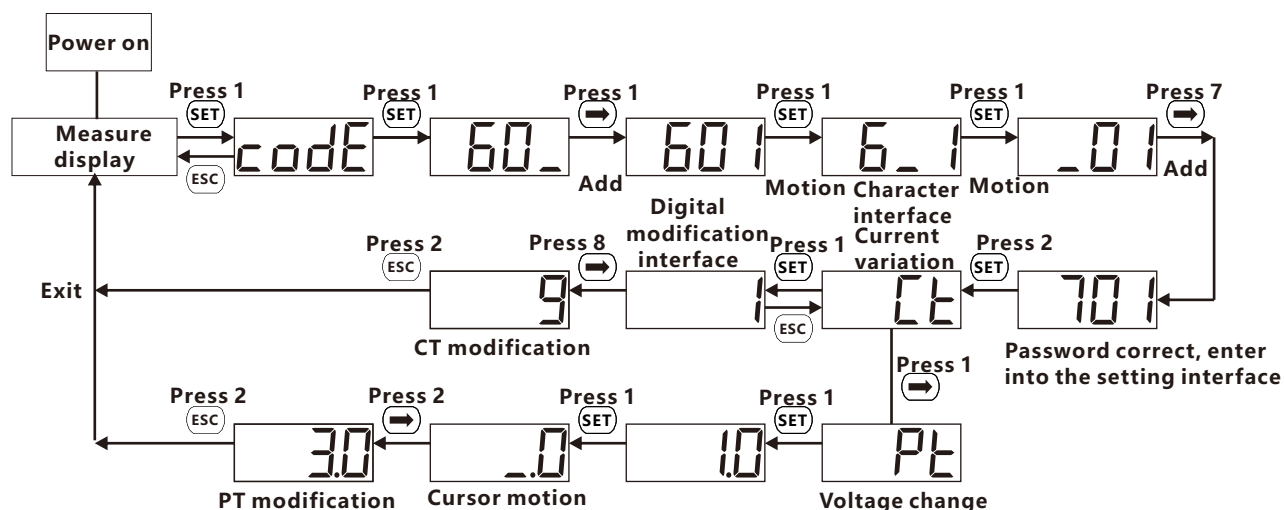 Power on
Press 1
SET
Press 1
SET
Press 1
Press 1
SET
Press 1
SET
Press 7
Measure
display
ESC
codE
60_
Add
601
Motion
6_1
Motion
_01
Add
Character
interface
Current
variation
Digital
modification
interface
Press 2
ESC
Press 8
Press 1
SET
Press 2
SET
Exit
9
1
ESC
Ct
701
CT modification
Password correct, enter
into the setting interface
Press 1
Press 2
ESC
Press 2
Press 1
SET
Press 1
SET
3.0
_.0
1.0
Pt
PT modification
Cursor motion
Voltage change